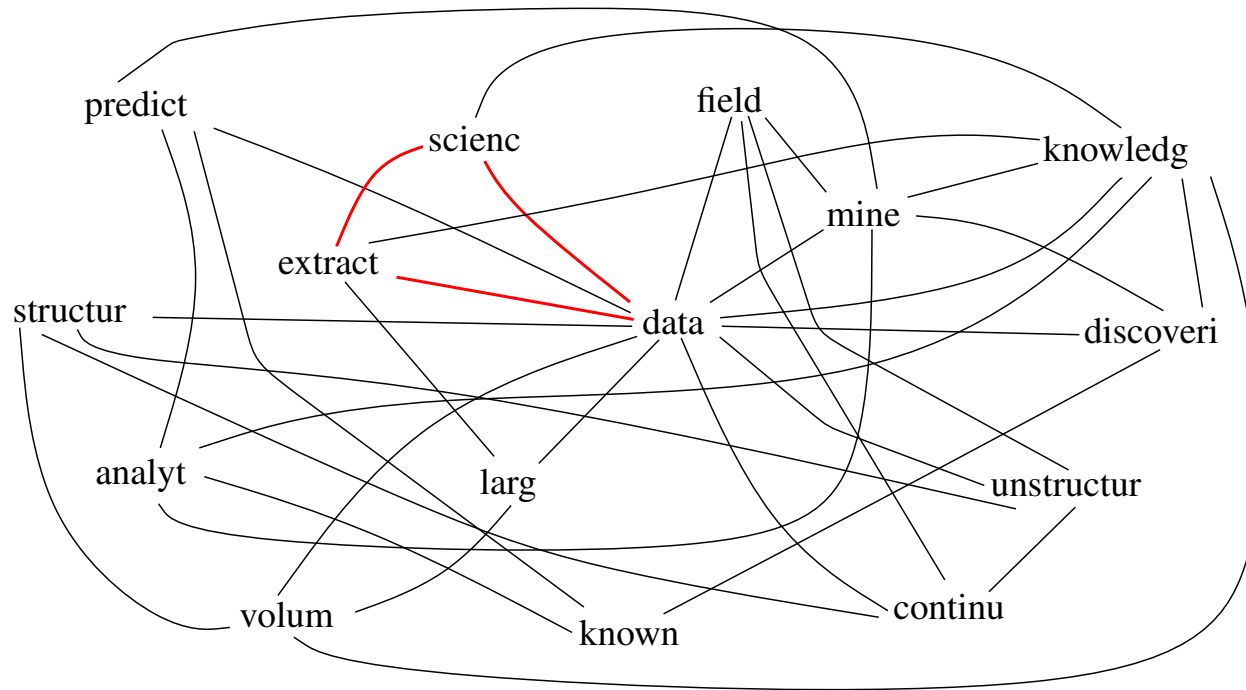 predict
field
scienc
knowledg
mine
extract
structur
data
discoveri
analyt
larg
unstructur
volum
known
continu